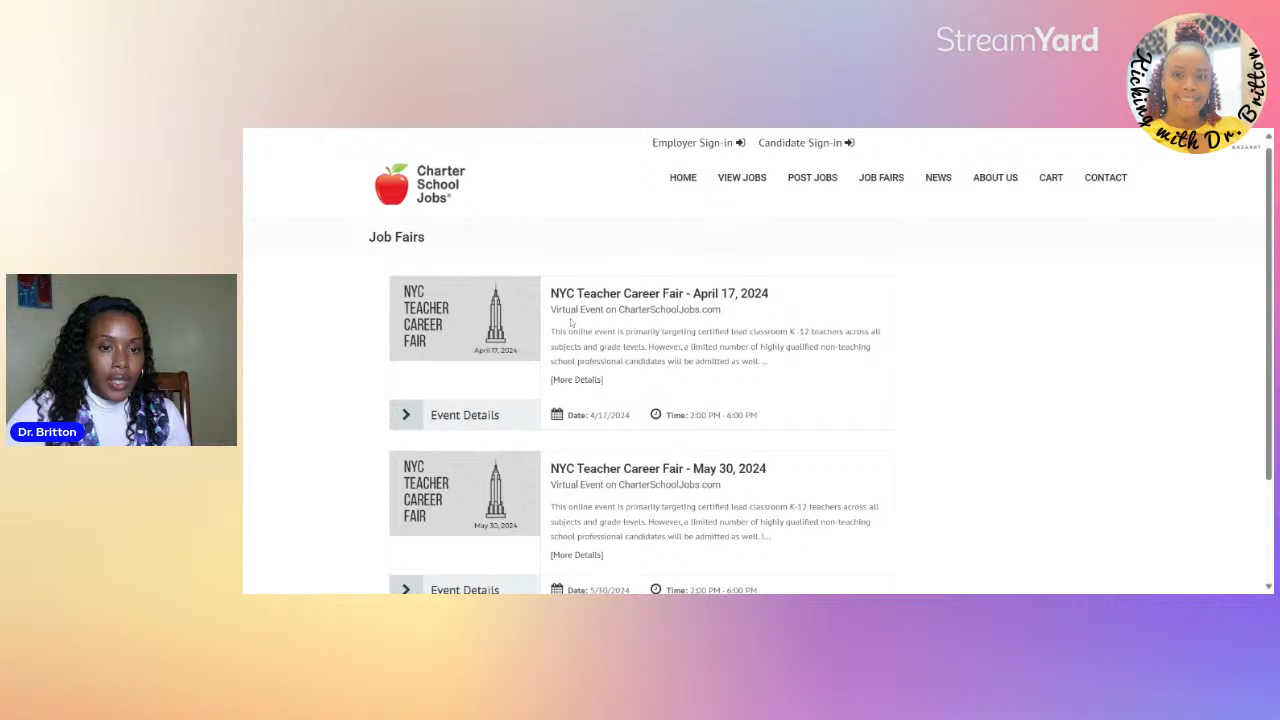 StreamYard
Kicking with Dr. Britton
BAZAART
Employer Sign-in
Candidate Sign-in
Charter
School
Jobs®
HOME
VIEW JOBS
POST JOBS
JOB FAIRS
NEWS
ABOUT US
CART
CONTACT
Job Fairs
NYC
TEACHER
CAREER
FAIR
April 17, 2024
NYC Teacher Career Fair - April 17, 2024
Virtual Event on CharterSchoolJobs.com
This online event is primarily targeting certified lead classroom K -12 teachers across all
subjects and grade levels. However, a limited number of highly qualified non-teaching
school professional candidates will be admitted as well. ...
[More Details]
Event Details
Date: 4/17/2024
Time: 2:00 PM - 6:00 PM
NYC
TEACHER
CAREER
FAIR
May 30, 2024
NYC Teacher Career Fair - May 30, 2024
Virtual Event on CharterSchoolJobs.com
This online event is primarily targeting certified lead classroom K-12 teachers across all
subjects and grade levels. However, a limited number of highly qualified non-teaching
school professional candidates will be admitted as well. I...
[More Details]
Event Details
Date: 5/30/2024
Time: 2:00 PM - 6:00 PM
Dr. Britton